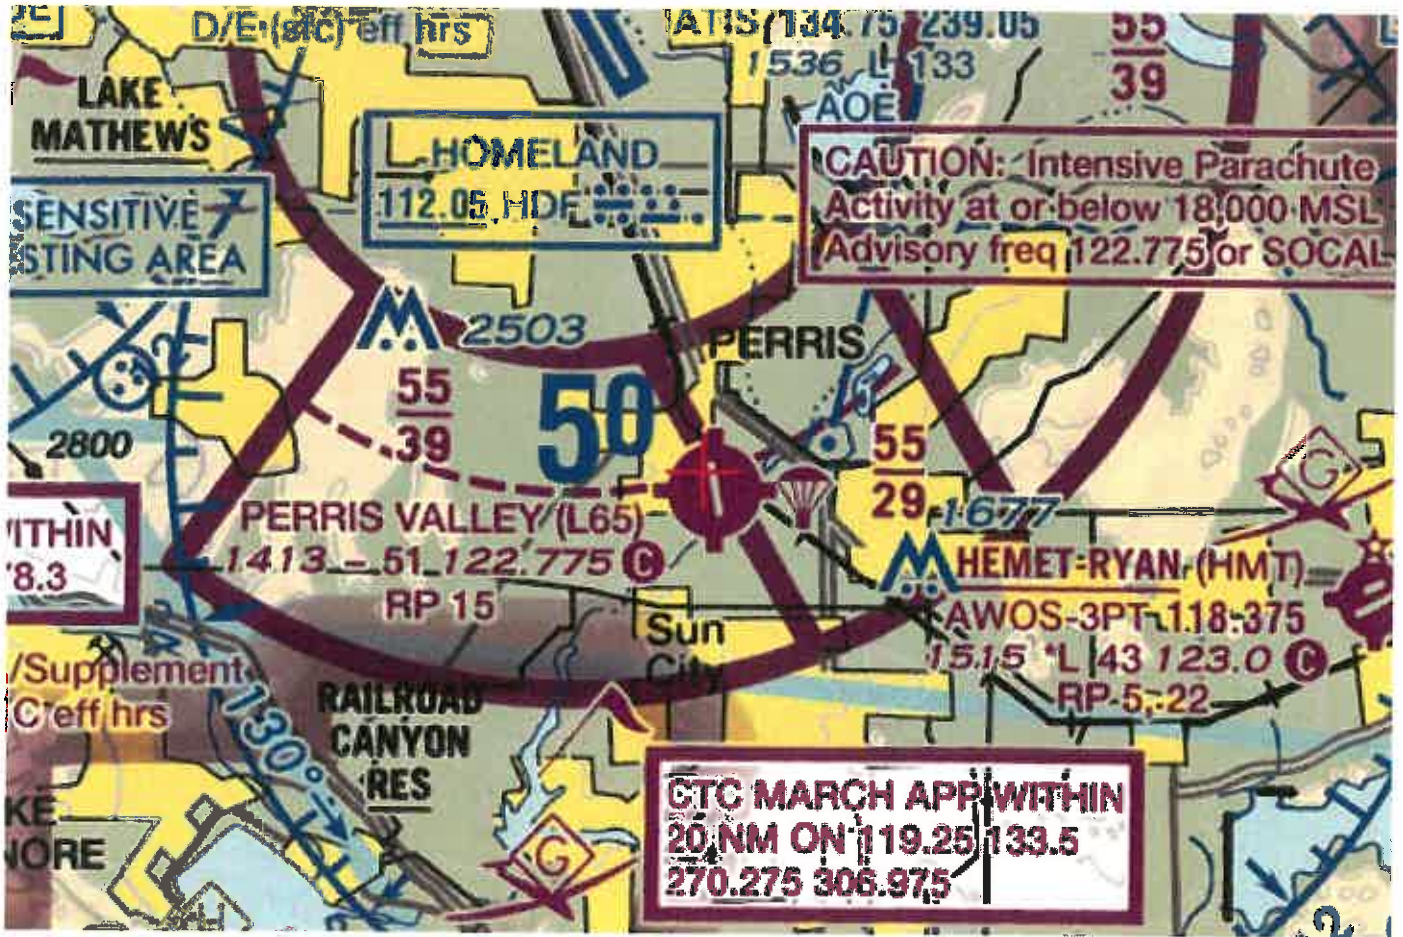 D/E (sfc) eff hrs
ATIS 134.75 239.05
1536 L 133
AOE
55
39
LAKE
MATHEWS
HOMELAND
112.05 HDF
CAUTION: Intensive Parachute
Activity at or below 18,000 MSL
Advisory freq 122.775 or SOCAL
SENSITIVE
STING AREA
2503
PERRIS
55
39
50
2800
55
29
1677
G
PERRIS VALLEY (L65)
1413 – 51 122.775 C
RP 15
ITHIN
8.3
HEMET-RYAN (HMT)
AWOS-3PT 118.375
1515 *L 43 123.0 C
RP 5, 22
Sun
City
/Supplement
C eff hrs
130°
RAILROAD
CANYON
RES
KE
NORE
G
CTC MARCH APP WITHIN
20 NM ON 119.25 133.5
270.275 306.975
H